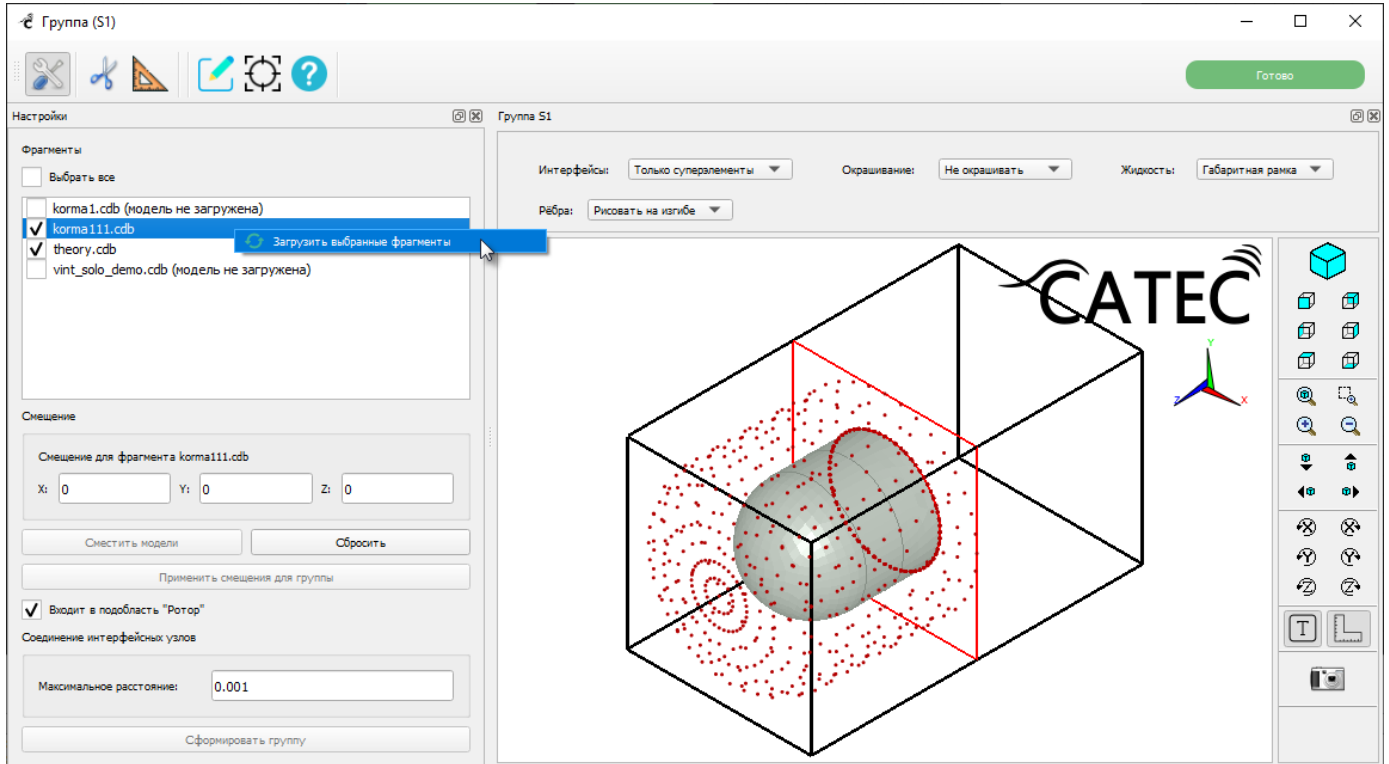 Группа (S1)
Готово
Настройки
Группа S1
Фрагменты
Выбрать все
korma1.cdb (модель не загружена)
korma111.cdb
Загрузить выбранные фрагменты
theory.cdb
vint_solo_demo.cdb (модель не загружена)
Смещение
Смещение для фрагмента korma111.cdb
X: 0 Y: 0 Z: 0
Сместить модели Сбросить
Применить смещения для группы
Входит в подобласть "Ротор"
Соединение интерфейсных узлов
Максимальное расстояние: 0.001
Сформировать группу
Интерфейсы: Только суперэлементы Окрашивание: Не окрашивать Жидкость: Габаритная рамка
Рёбра: Рисовать на изгибе
CATEC
Y
Z X
X X
Y Y
Z Z
T